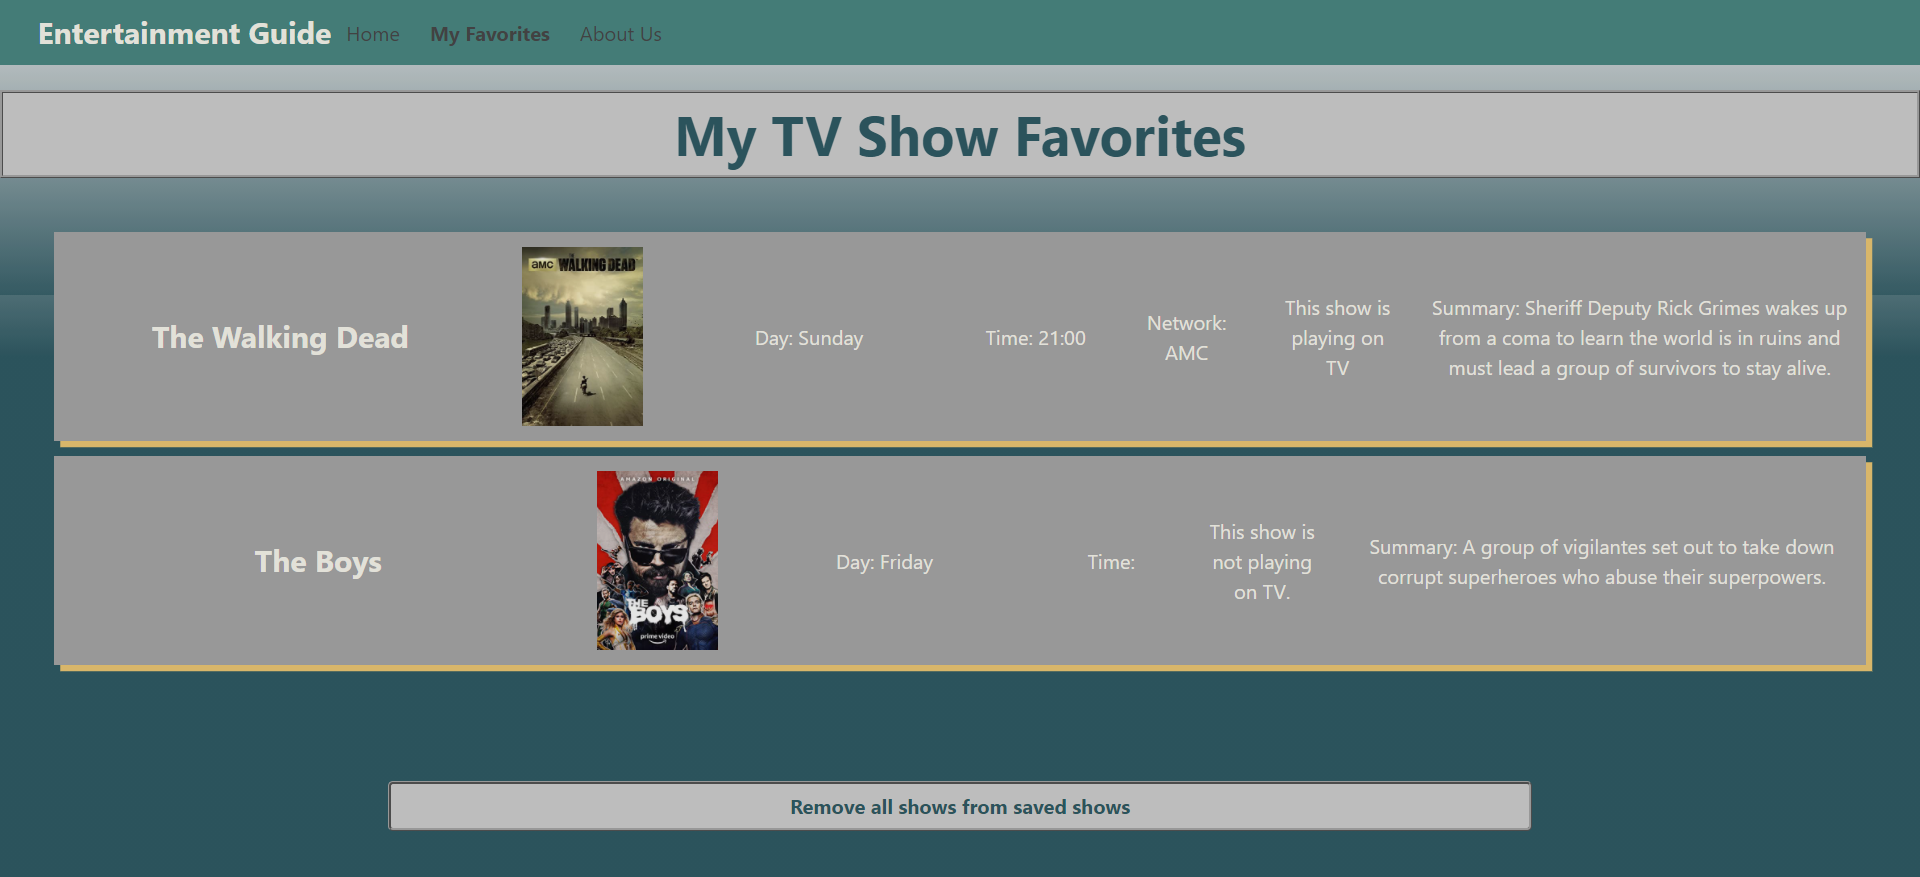 Entertainment Guide Home My Favorites About Us
My TV Show Favorites
The Walking Dead
aMC THE WALKING DEAD
Day: Sunday
Time: 21:00
Network:
AMC
This show is
playing on
TV
Summary: Sheriff Deputy Rick Grimes wakes up
from a coma to learn the world is in ruins and
must lead a group of survivors to stay alive.
The Boys
AMAZON ORIGINAL
THE
BOYS
prime video
Day: Friday
Time:
This show is
not playing
on TV.
Summary: A group of vigilantes set out to take down
corrupt superheroes who abuse their superpowers.
Remove all shows from saved shows